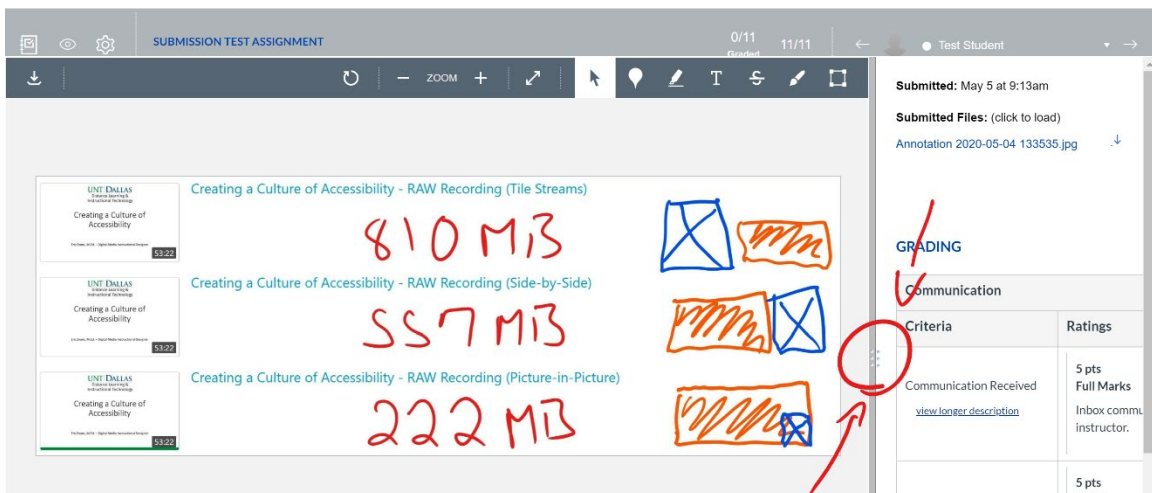 SUBMISSION TEST ASSIGNMENT
0/11
Graded
11/11
Test Student
ZOOM
Submitted: May 5 at 9:13am
Submitted Files: (click to load)
Annotation 2020-05-04 133535.jpg
UNT DALLAS
Distance Learning &
Instructional Technology
Creating a Culture of
Accessibility
53:22
Creating a Culture of Accessibility - RAW Recording (Tile Streams)
810 MB
UNT DALLAS
Distance Learning &
Instructional Technology
Creating a Culture of
Accessibility
53:22
Creating a Culture of Accessibility - RAW Recording (Side-by-Side)
557 MB
UNT DALLAS
Distance Learning &
Instructional Technology
Creating a Culture of
Accessibility
53:22
Creating a Culture of Accessibility - RAW Recording (Picture-in-Picture)
222 MB
GRADING
Communication
Criteria
Ratings
Communication Received
view longer description
5 pts
Full Marks
Inbox commu
instructor.
5 pts